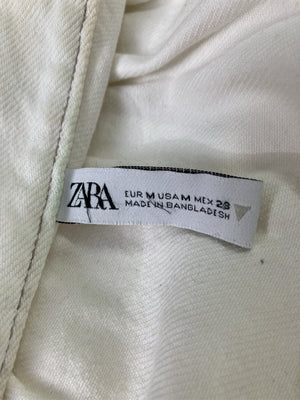 ZARA
EUR M USA M MEX 28
MADE IN BANGLADESH